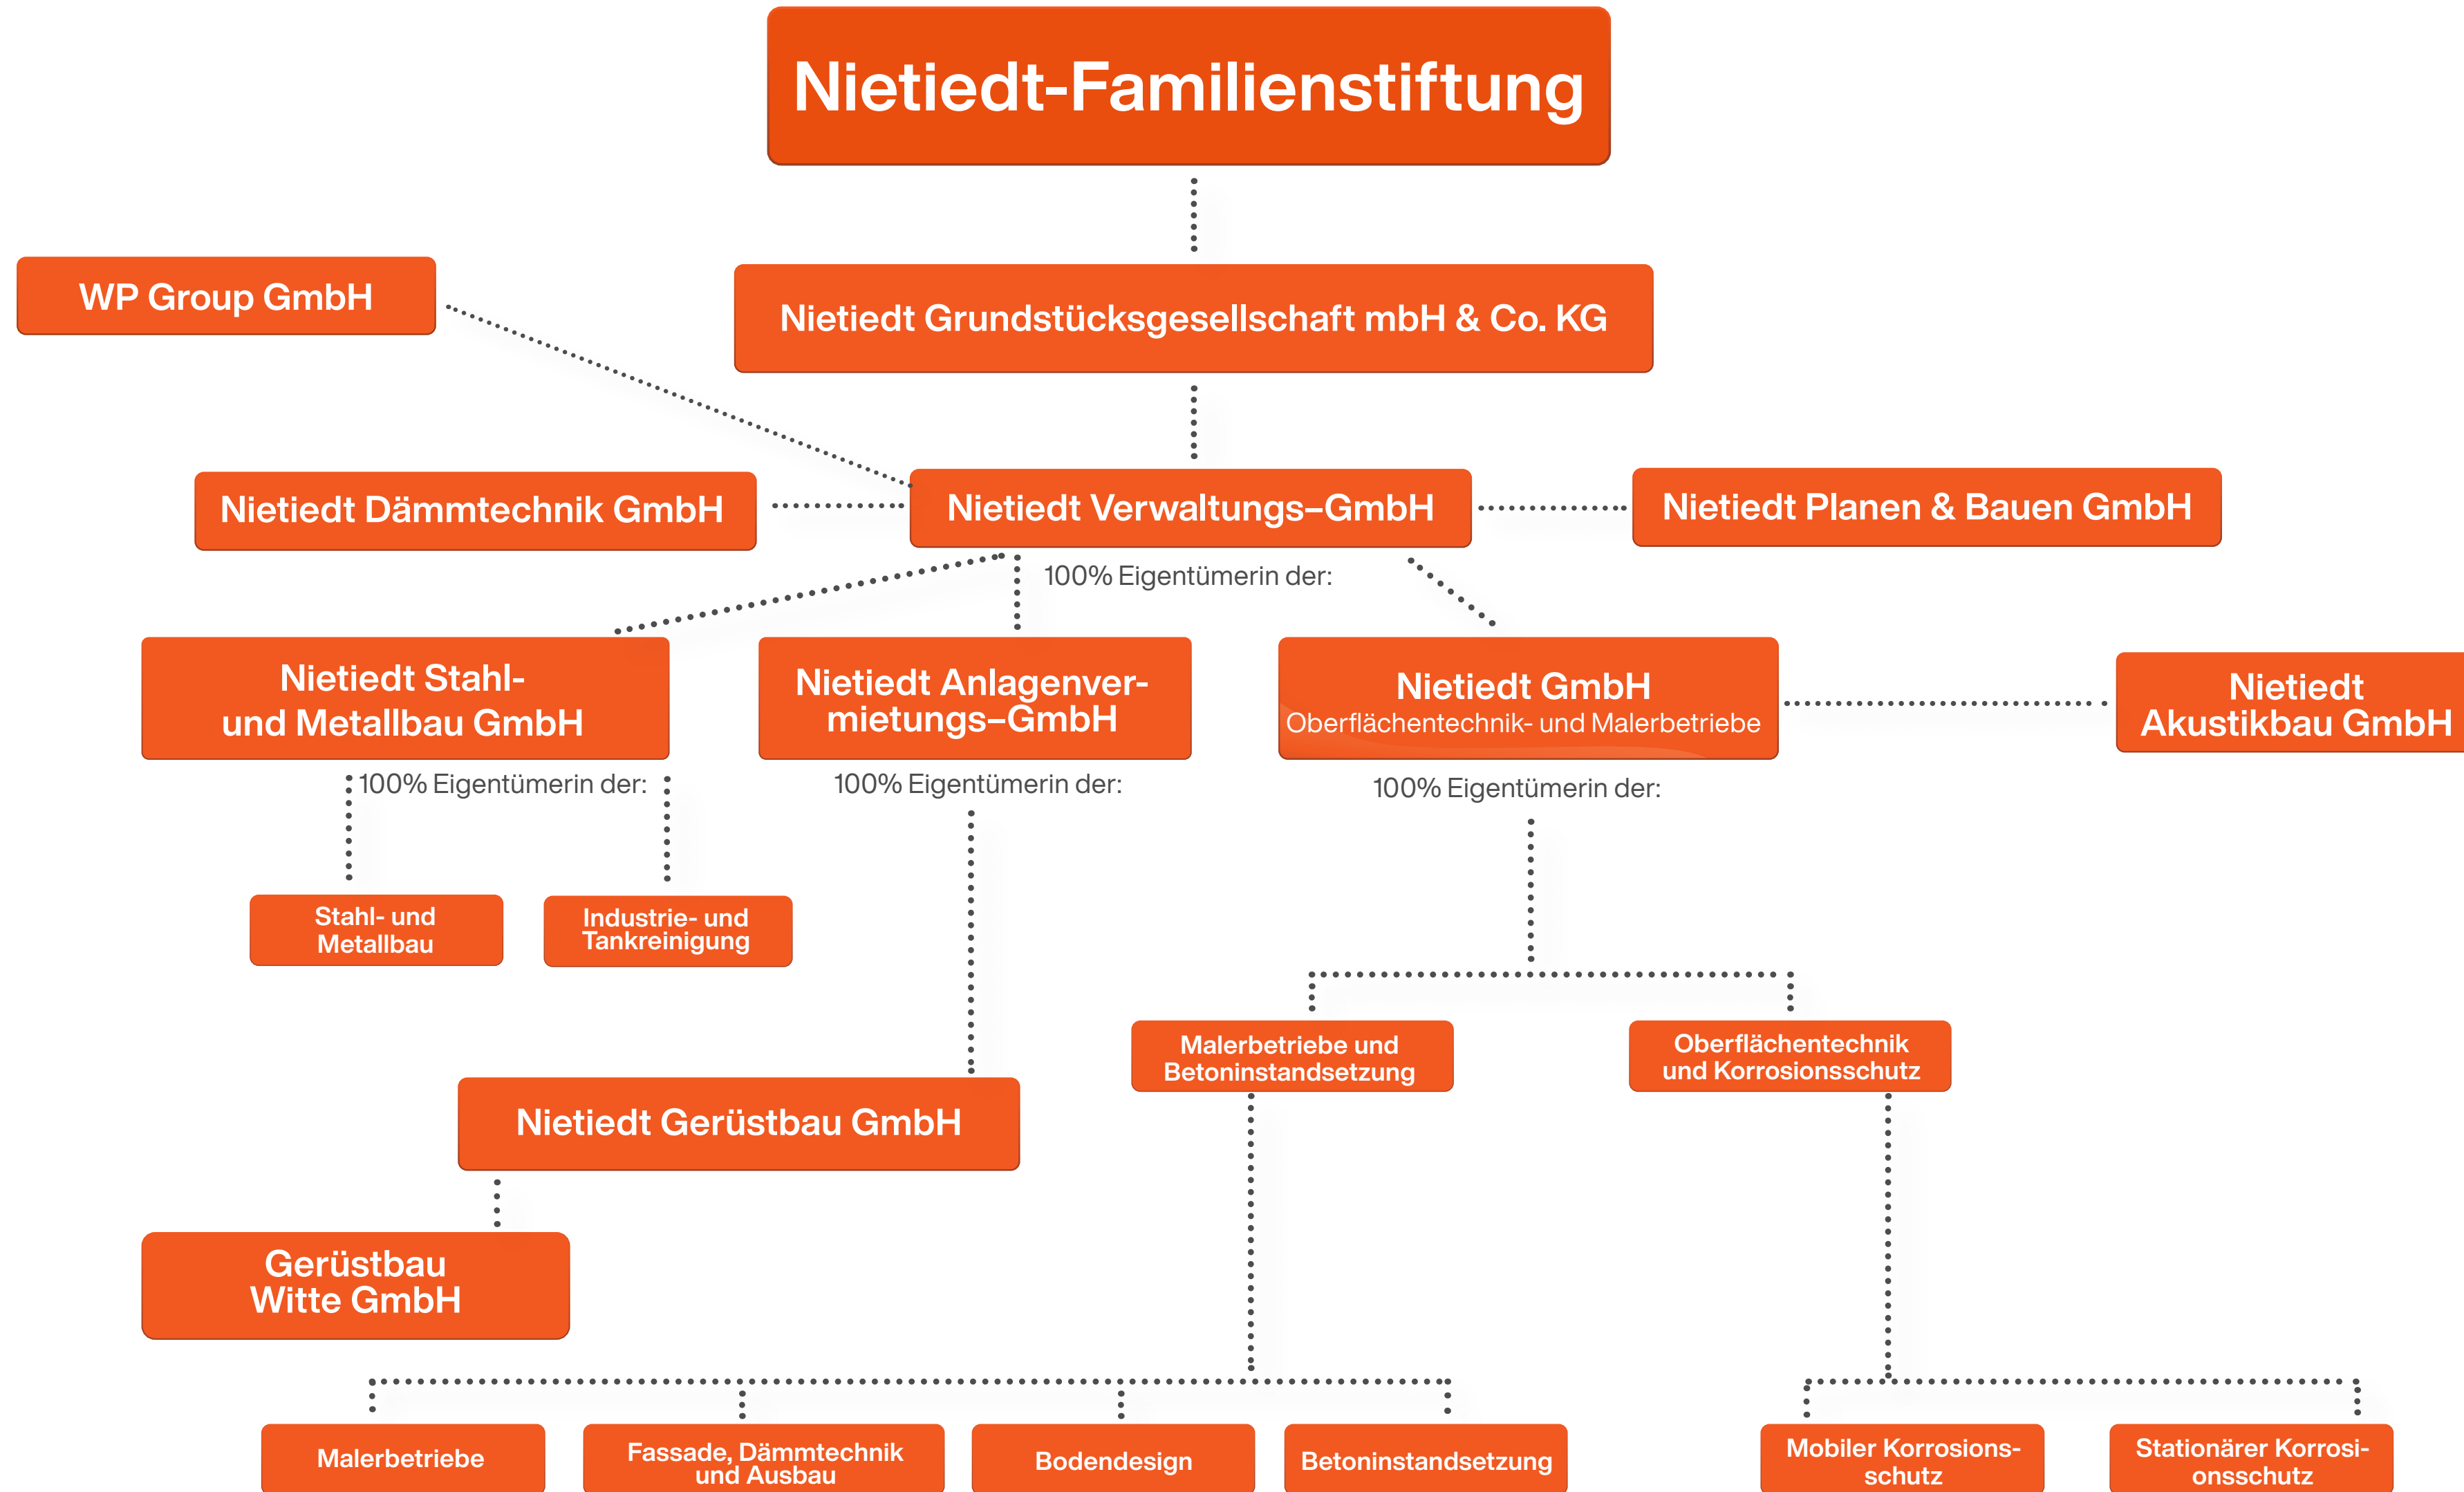 Nietiedt-Familienstiftung
WP Group GmbH
Nietiedt Grundstücksgesellschaft mbH & Co. KG
Nietiedt Dämmtechnik GmbH
Nietiedt Verwaltungs–GmbH
Nietiedt Planen & Bauen GmbH
100% Eigentümerin der:
Nietiedt Stahl-
und Metallbau GmbH
Nietiedt Anlagenver-
mietungs–GmbH
Nietiedt GmbH
Oberflächentechnik- und Malerbetriebe
Nietiedt
Akustikbau GmbH
100% Eigentümerin der:
100% Eigentümerin der:
100% Eigentümerin der:
Stahl- und
Metallbau
Industrie- und
Tankreinigung
Malerbetriebe und
Betoninstandsetzung
Oberflächentechnik
und Korrosionsschutz
Nietiedt Gerüstbau GmbH
Gerüstbau
Witte GmbH
Malerbetriebe
Fassade, Dämmtechnik
und Ausbau
Bodendesign
Betoninstandsetzung
Mobiler Korrosions-
schutz
Stationärer Korrosi-
onsschutz